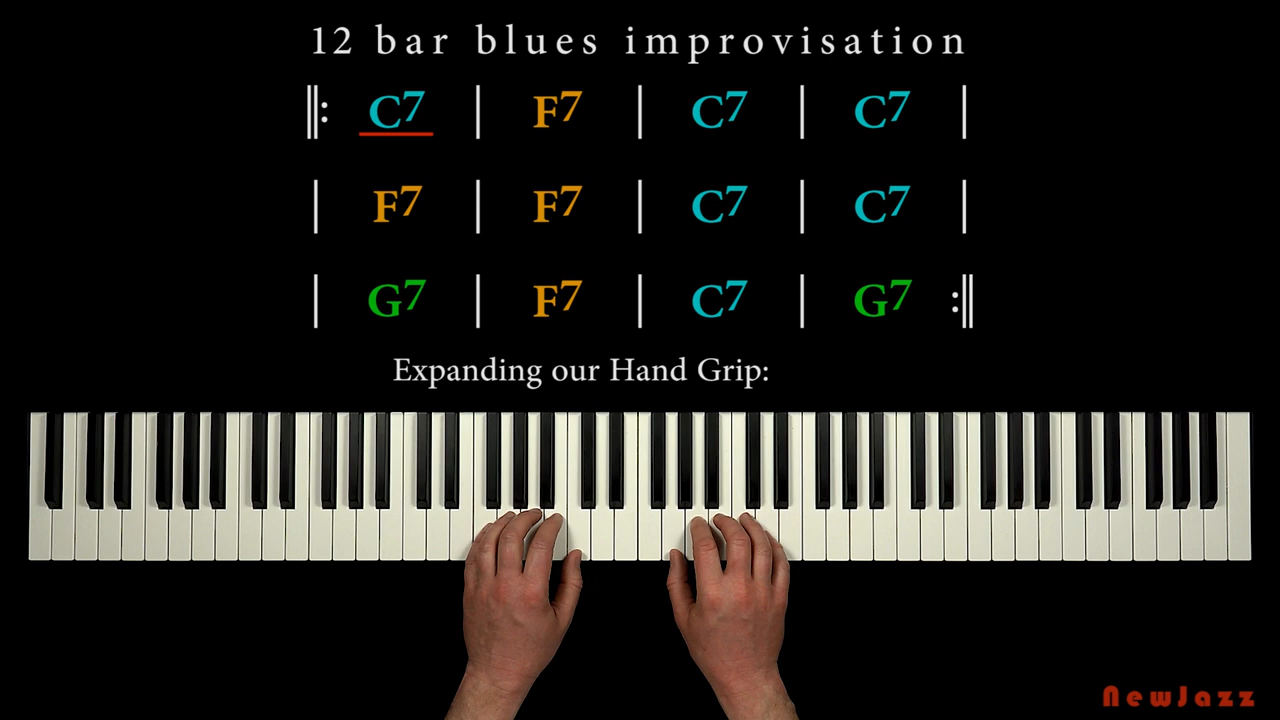 12 bar blues improvisation
‖: C7 | F7 | C7 | C7 |
| F7 | F7 | C7 | C7 |
| G7 | F7 | C7 | G7 :‖
Expanding our Hand Grip:
NewJazz